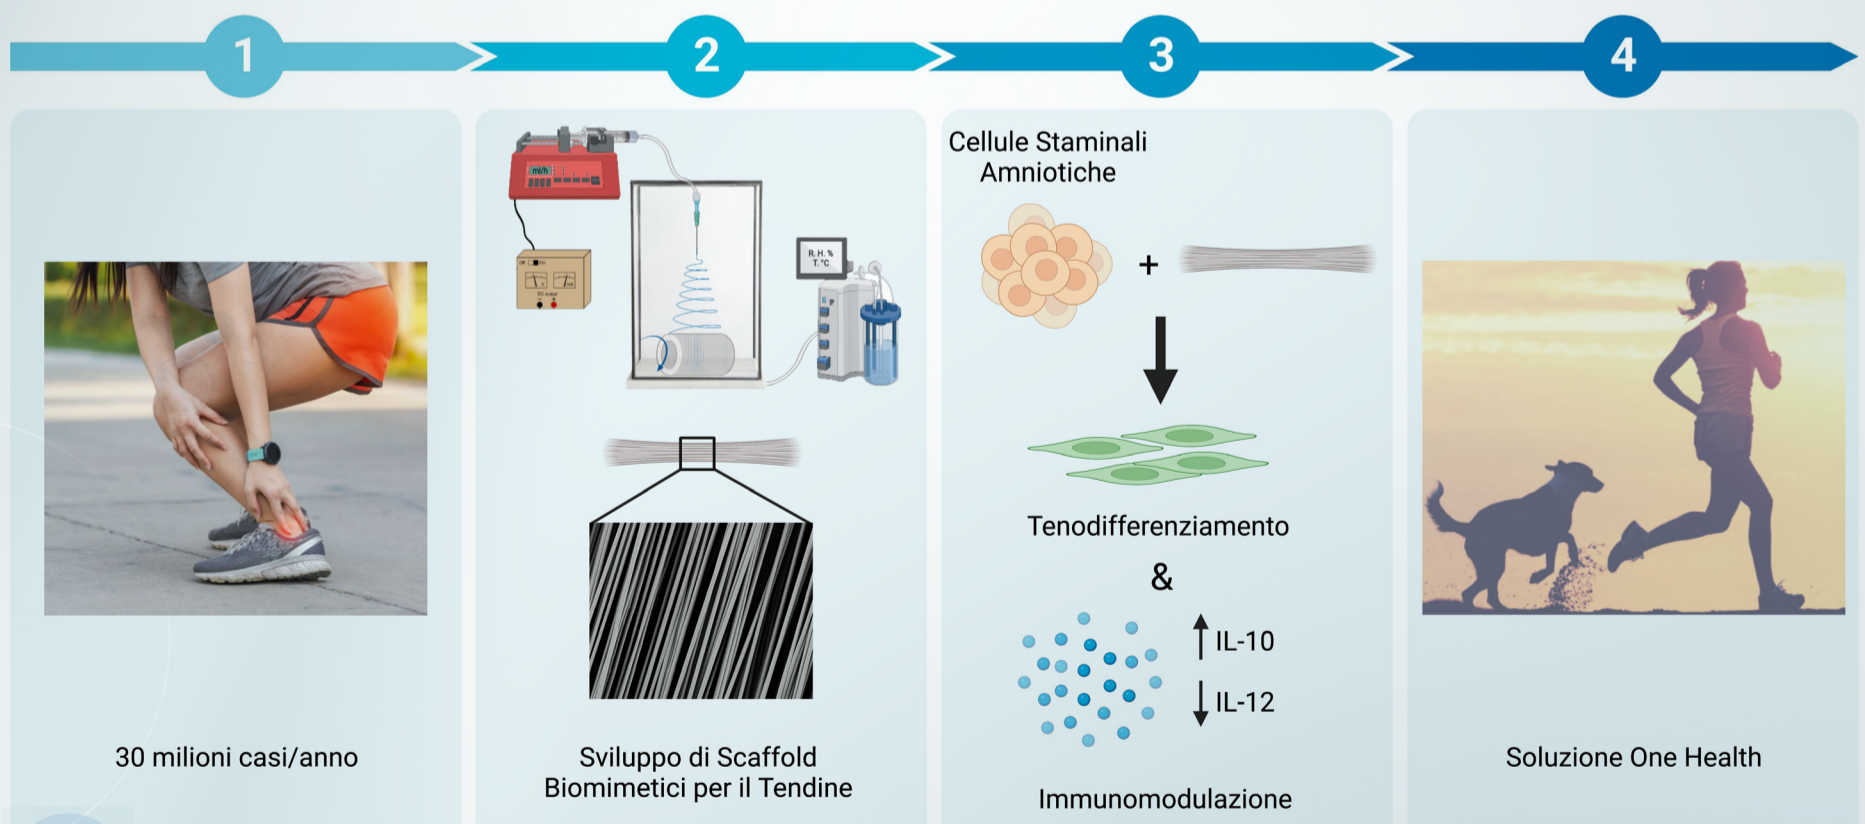 1
2
3
4
30 milioni casi/anno
ml/h
R. H. %
T. °C
Sviluppo di Scaffold
Biomimetici per il Tendine
Cellule Staminali
Amniotiche
+
Tenodifferenziamento
&
IL-10
IL-12
Immunomodulazione
Soluzione One Health